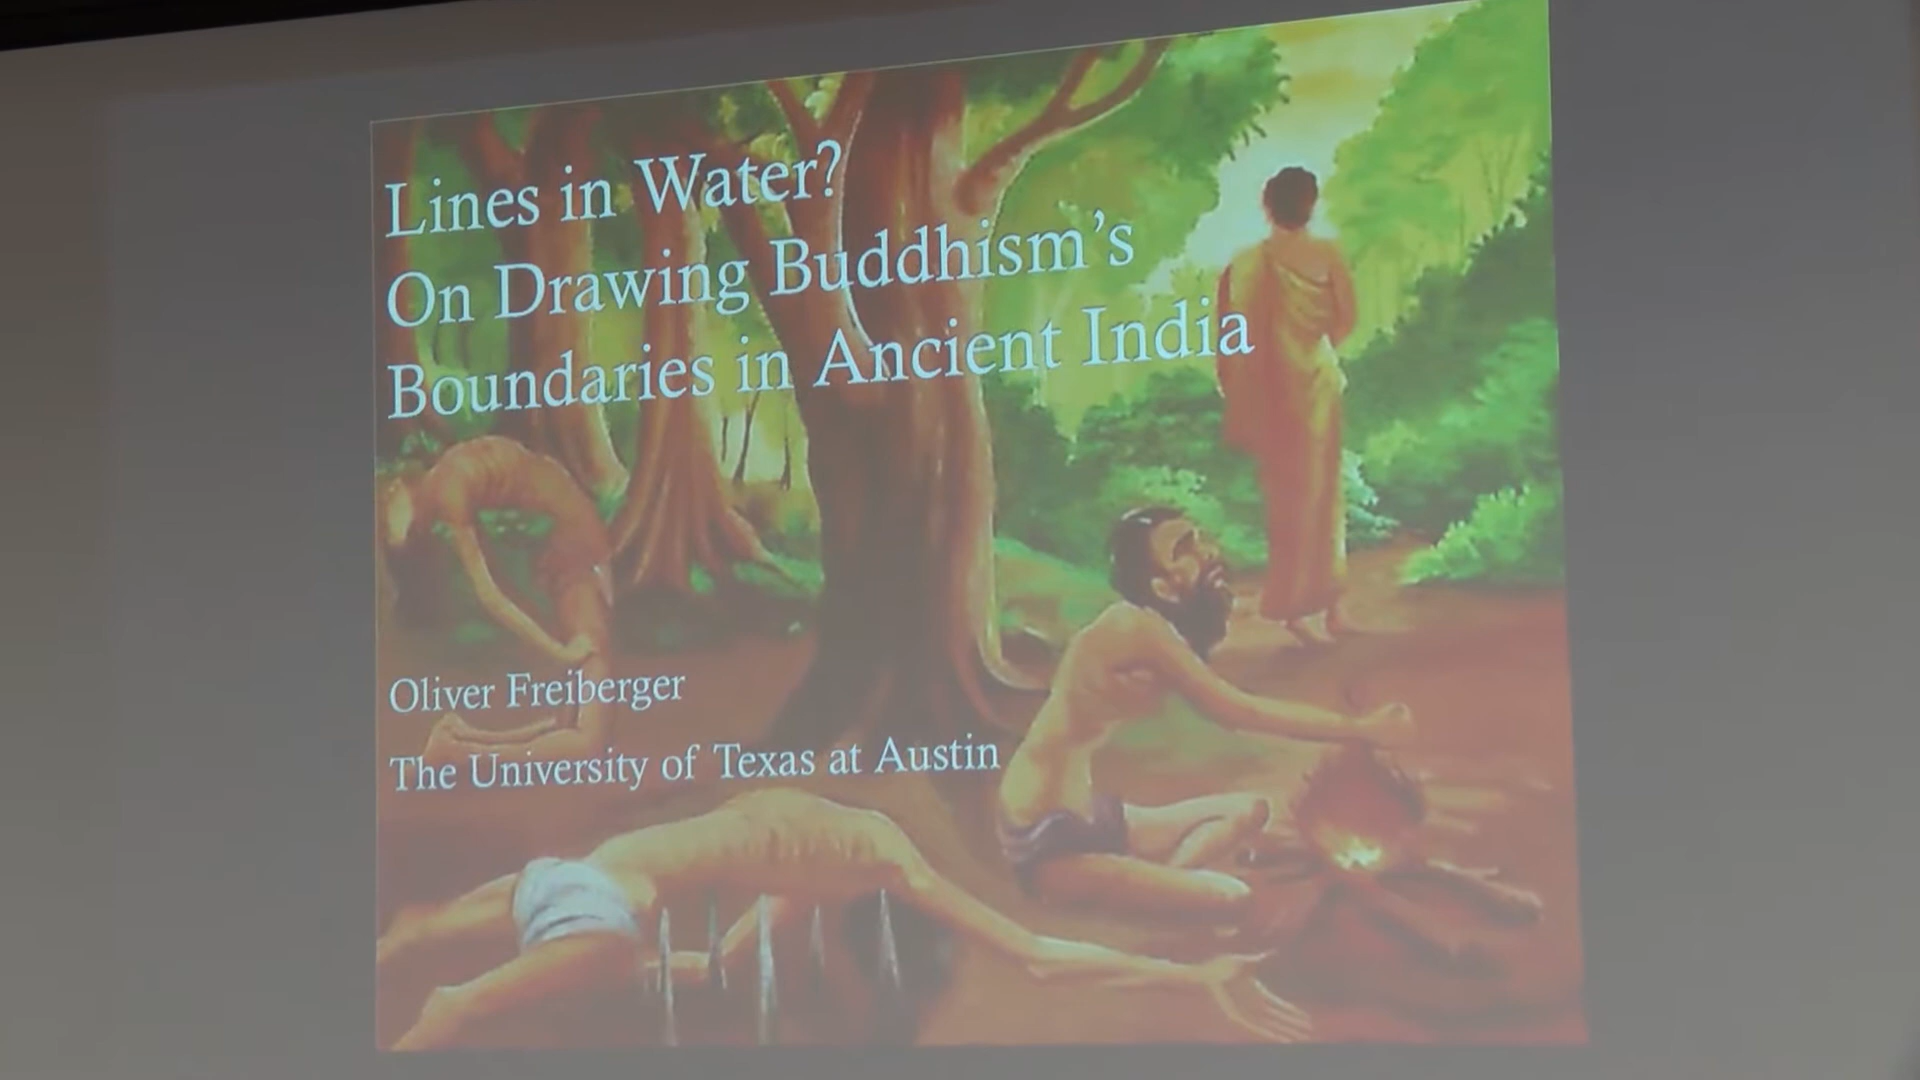 Lines in Water?
On Drawing Buddhism's
Boundaries in Ancient India
Oliver Freiberger
The University of Texas at Austin